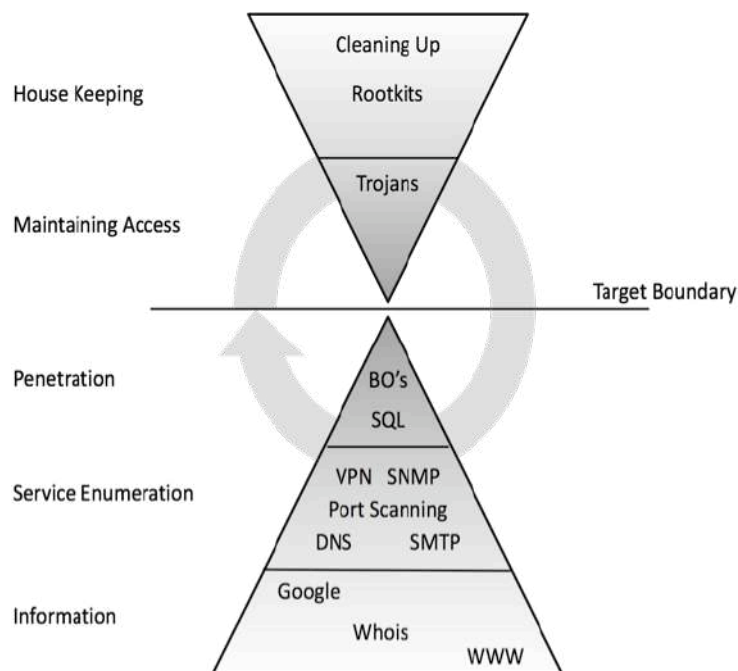 Cleaning Up
House Keeping
Rootkits
Trojans
Maintaining Access
Target Boundary
Penetration
BO's
SQL
VPN SNMP
Service Enumeration
Port Scanning
DNS SMTP
Google
Information
Whois
WWW